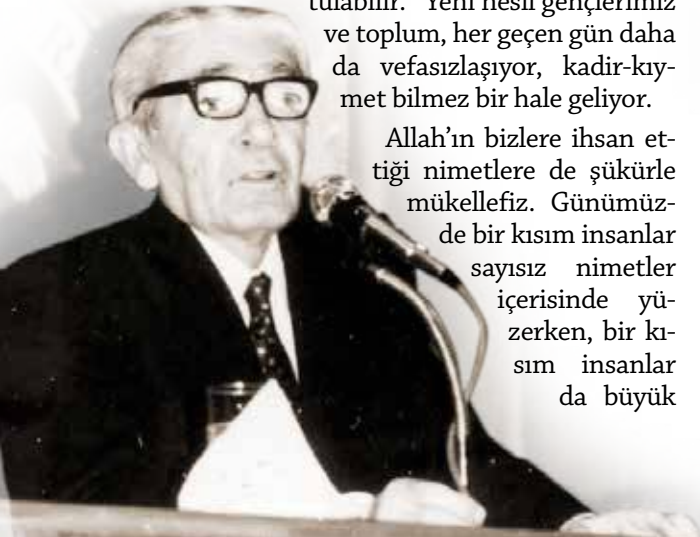 tulabilir. Yeni nesil gençlerimiz
ve toplum, her geçen gün daha
da vefasızlaşıyor, kadir-kıy-
met bilmez bir hale geliyor.
Allah’ın bizlere ihsan et-
tiği nimetlere de şükürle
mükellefiz. Günümüz-
de bir kısım insanlar
sayısız nimetler
içerisinde yü-
zerken, bir kı-
sım insanlar
da büyük